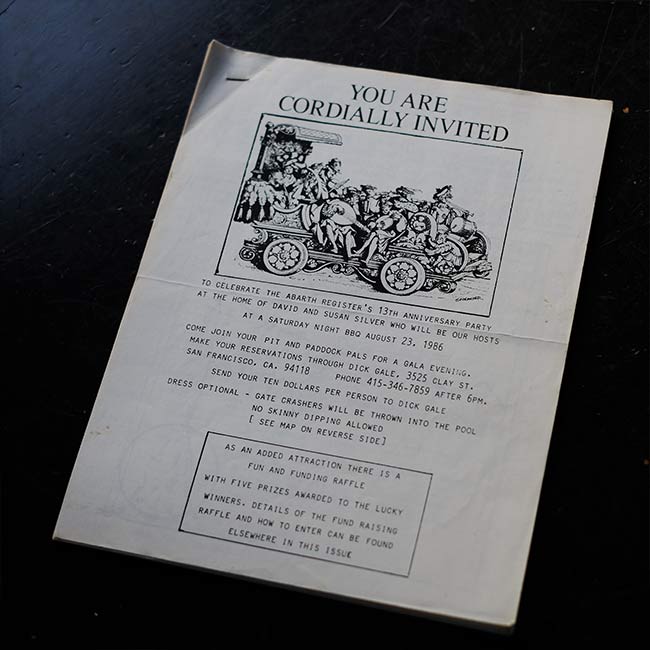 YOU ARE
CORDIALLY INVITED
TO CELEBRATE THE ABARTH REGISTER'S 13TH ANNIVERSARY PARTY
AT THE HOME OF DAVID AND SUSAN SILVER WHO WILL BE OUR HOSTS
AT A SATURDAY NIGHT BBQ AUGUST 23, 1986
COME JOIN YOUR PIT AND PADDOCK PALS FOR A GALA EVENING.
MAKE YOUR RESERVATIONS THROUGH DICK GALE, 3525 CLAY ST.
SAN FRANCISCO, CA. 94118 PHONE 415-346-7859 AFTER 6PM.
SEND YOUR TEN DOLLARS PER PERSON TO DICK GALE
DRESS OPTIONAL - GATE CRASHERS WILL BE THROWN INTO THE POOL
NO SKINNY DIPPING ALLOWED
[ SEE MAP ON REVERSE SIDE]
AS AN ADDED ATTRACTION THERE IS A
FUN AND FUNDING RAFFLE
WITH FIVE PRIZES AWARDED TO THE LUCKY
WINNERS. DETAILS OF THE FUND RAISING
RAFFLE AND HOW TO ENTER CAN BE FOUND
ELSEWHERE IN THIS ISSUE